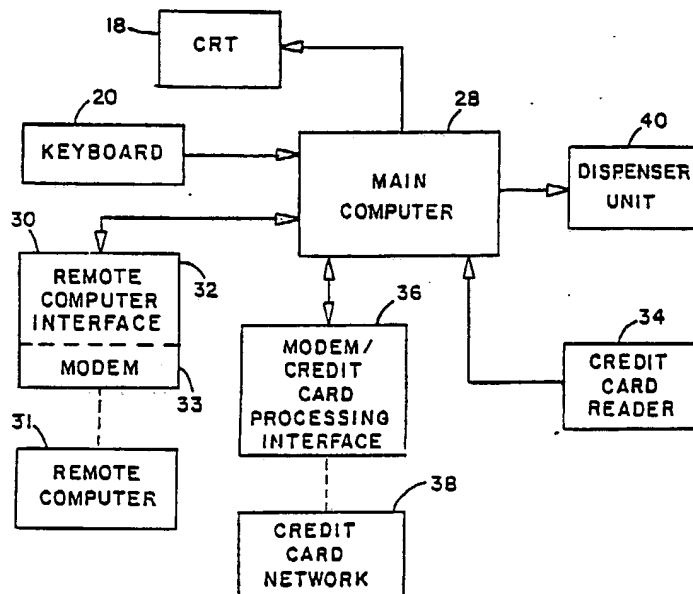 18
CRT
20
KEYBOARD
28
MAIN
COMPUTER
40
DISPENSER
UNIT
30
REMOTE
COMPUTER
INTERFACE
32
MODEM
33
31
REMOTE
COMPUTER
36
MODEM/
CREDIT
CARD
PROCESSING
INTERFACE
38
CREDIT
CARD
NETWORK
34
CREDIT
CARD
READER